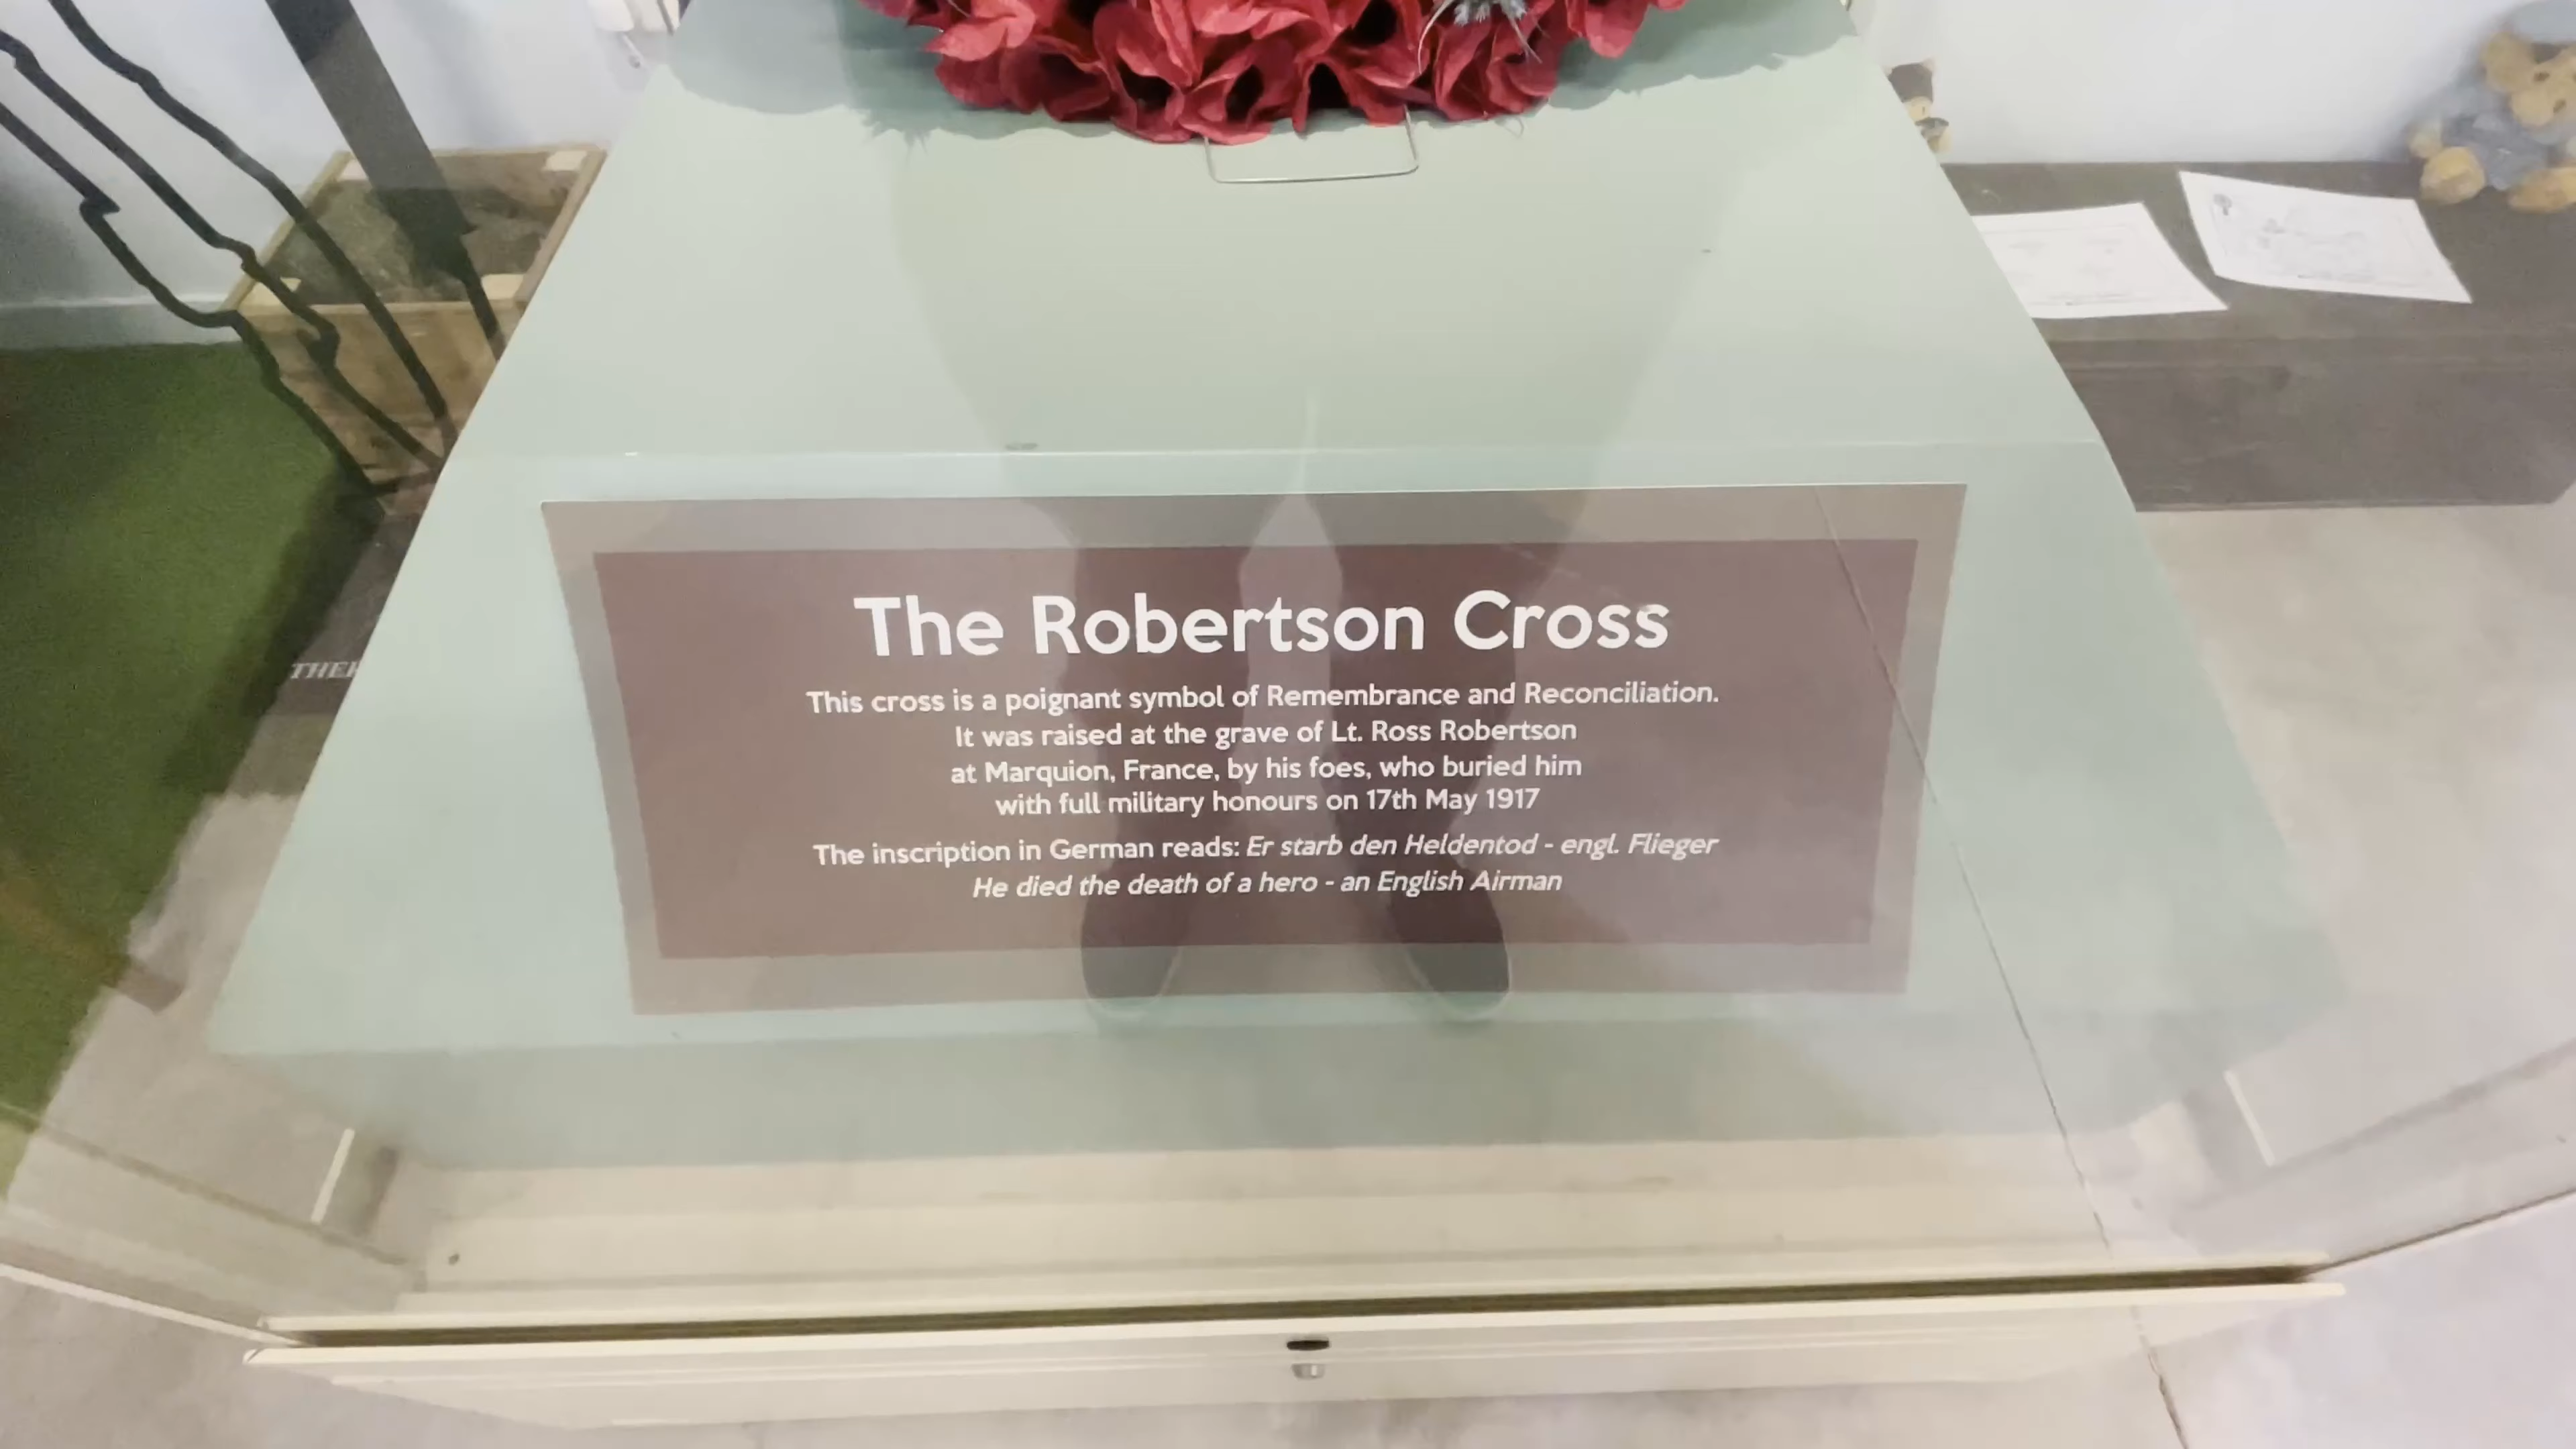 The Robertson Cross
This cross is a poignant symbol of Remembrance and Reconciliation.
It was raised at the grave of Lt. Ross Robertson
at Marquion, France, by his foes, who buried him
with full military honours on 17th May 1917
The inscription in German reads: Er starb den Heldentod - engl. Flieger
He died the death of a hero - an English Airman